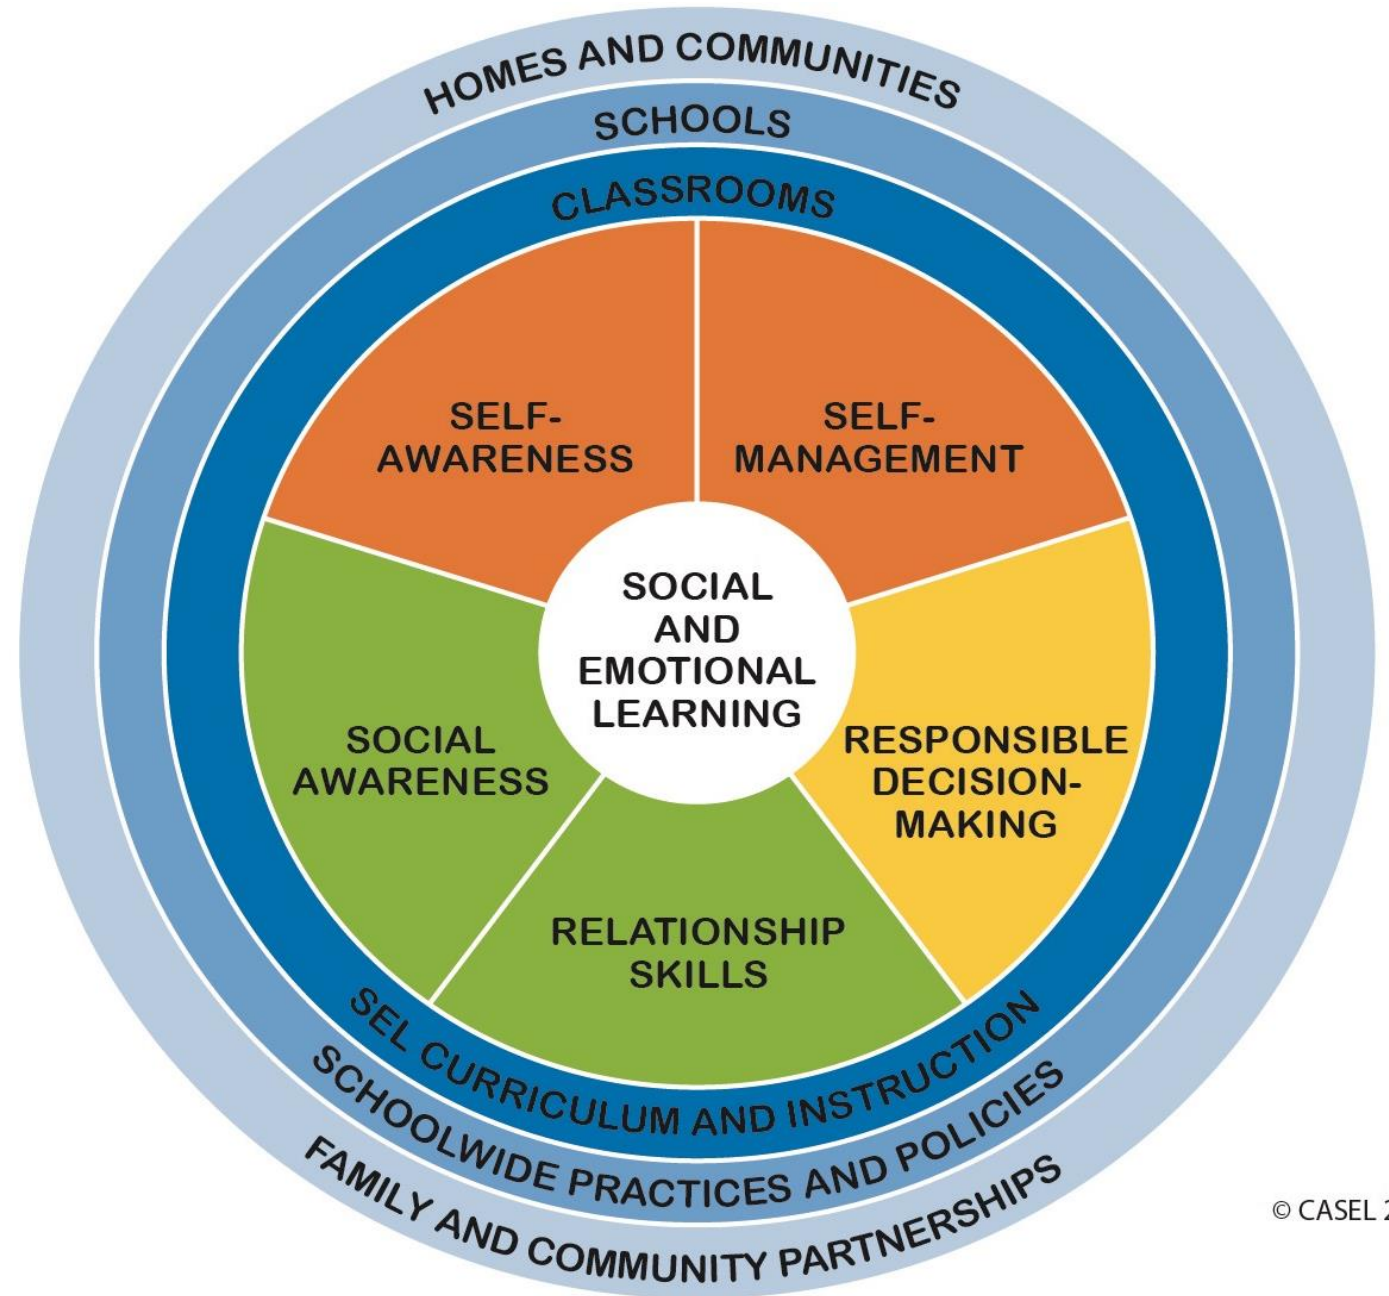 HOMES AND COMMUNITIES
SCHOOLS
CLASSROOMS
SELF-
AWARENESS
SELF-
MANAGEMENT
SOCIAL
AND
EMOTIONAL
LEARNING
SOCIAL
AWARENESS
RESPONSIBLE
DECISION-
MAKING
RELATIONSHIP
SKILLS
SEL CURRICULUM AND INSTRUCTION
SCHOOLWIDE PRACTICES AND POLICIES
FAMILY AND COMMUNITY PARTNERSHIPS
© CASEL